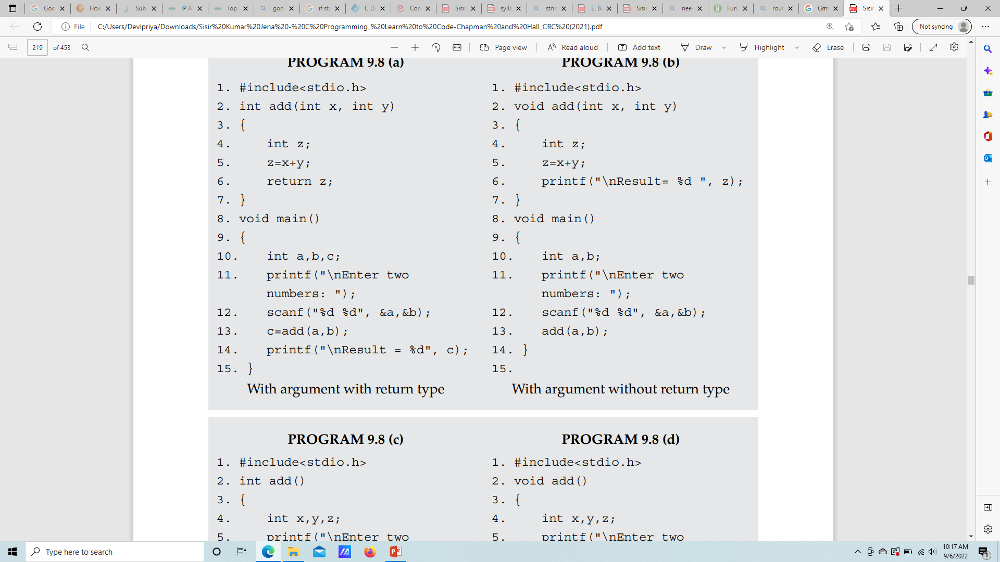 Goo
How
Sub
IP A
Top
goo
if sta
C De
Con
Sisir
sylla
strin
E. Ba
Sisir
nee
Fun
rout
Gma
Sisir
File
C:/Users/Devipriya/Downloads/Sisir%20Kumar%20Jena%20-%20C%20Programming_%20Learn%20to%20Code-Chapman%20and%20Hall_CRC%20(2021).pdf
Not syncing
219 of 453
Page view
Read aloud
Add text
Draw
Highlight
Erase
PROGRAM 9.8 (a)
1. #include<stdio.h>
2. int add(int x, int y)
3. {
4. int z;
5. z=x+y;
6. return z;
7. }
8. void main()
9. {
10. int a,b,c;
11. printf("\nEnter two
numbers: ");
12. scanf("%d %d", &a,&b);
13. c=add(a,b);
14. printf("\nResult = %d", c);
15. }
With argument with return type
PROGRAM 9.8 (b)
1. #include<stdio.h>
2. void add(int x, int y)
3. {
4. int z;
5. z=x+y;
6. printf("\nResult= %d ", z);
7. }
8. void main()
9. {
10. int a,b;
11. printf("\nEnter two
numbers: ");
12. scanf("%d %d", &a,&b);
13. add(a,b);
14. }
15.
With argument without return type
PROGRAM 9.8 (c)
1. #include<stdio.h>
2. int add()
3. {
4. int x,y,z;
5. printf("\nEnter two
PROGRAM 9.8 (d)
1. #include<stdio.h>
2. void add()
3. {
4. int x,y,z;
5. printf("\nEnter two
Type here to search
10:17 AM
9/6/2022
1